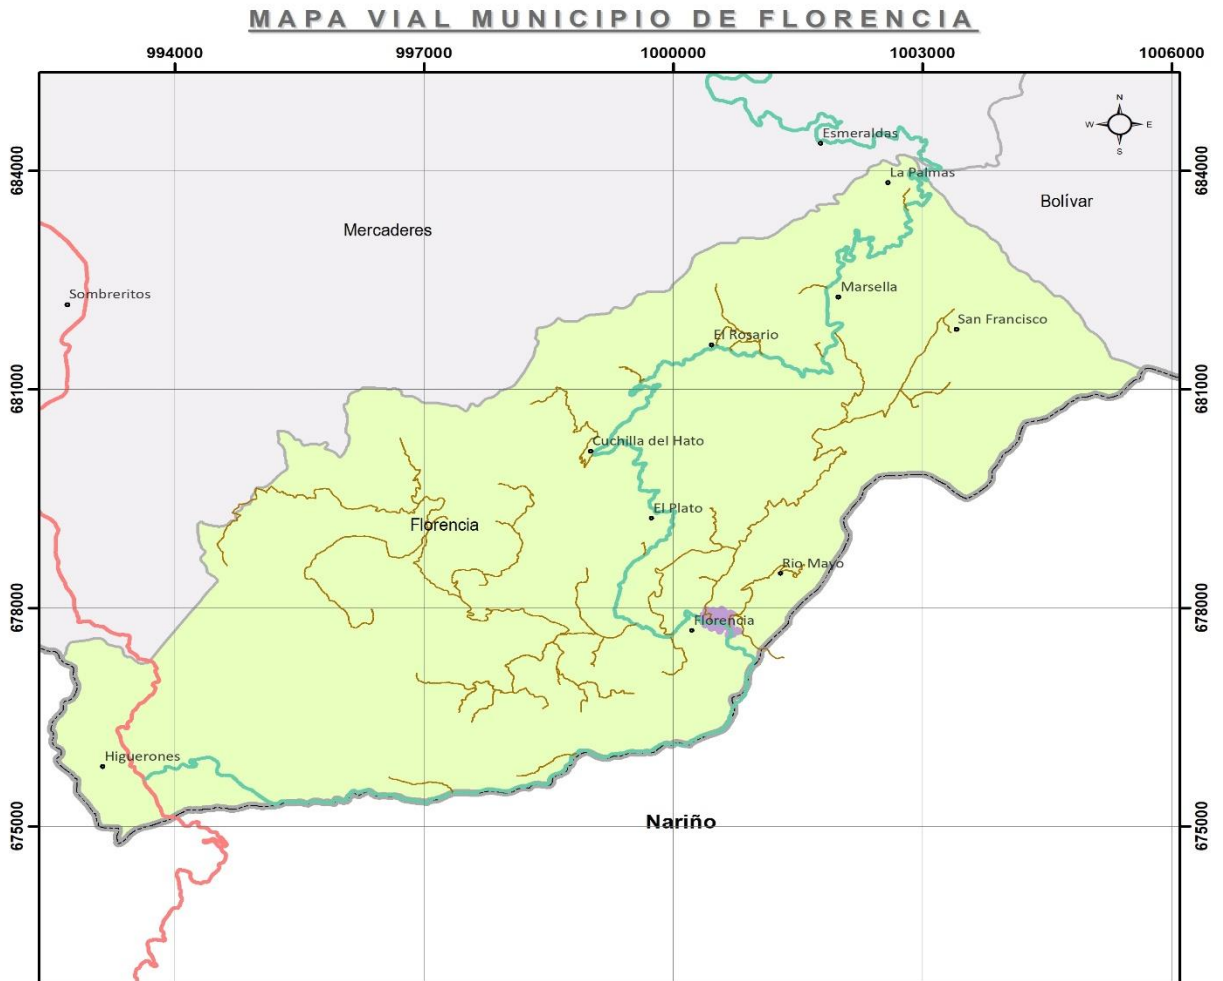 MAPA VIAL MUNICIPIO DE FLORENCIA
994000
997000
1000000
1003000
1006000
N
W
E
S
Esmeraldas
684000
684000
La Palmas
Bolívar
Mercaderes
Sombreritos
Marsella
San Francisco
El Rosario
681000
681000
Cuchilla del Hato
El Plato
Florencia
Rio Mayo
678000
678000
Florencia
Higuerones
Nariño
675000
675000